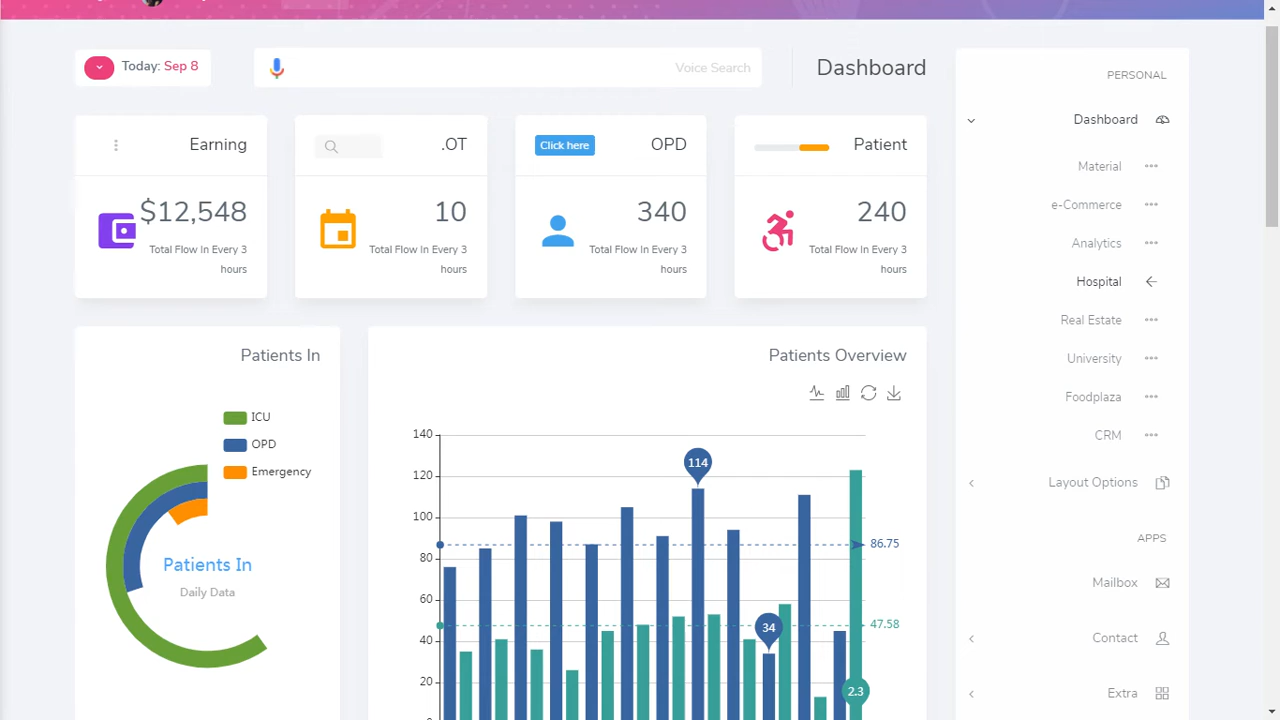 Today: Sep 8
Voice Search
Dashboard
Earning
$12,548
Total Flow In Every 3
hours
.OT
10
Total Flow In Every 3
hours
Click here
OPD
340
Total Flow In Every 3
hours
Patient
240
Total Flow In Every 3
hours
Patients In
ICU
OPD
Emergency
Patients In
Daily Data
Patients Overview
140
120
100
80
60
40
20
114
86.75
47.58
34
2.3
PERSONAL
Dashboard
Material
e-Commerce
Analytics
Hospital
Real Estate
University
Foodplaza
CRM
Layout Options
APPS
Mailbox
Contact
Extra